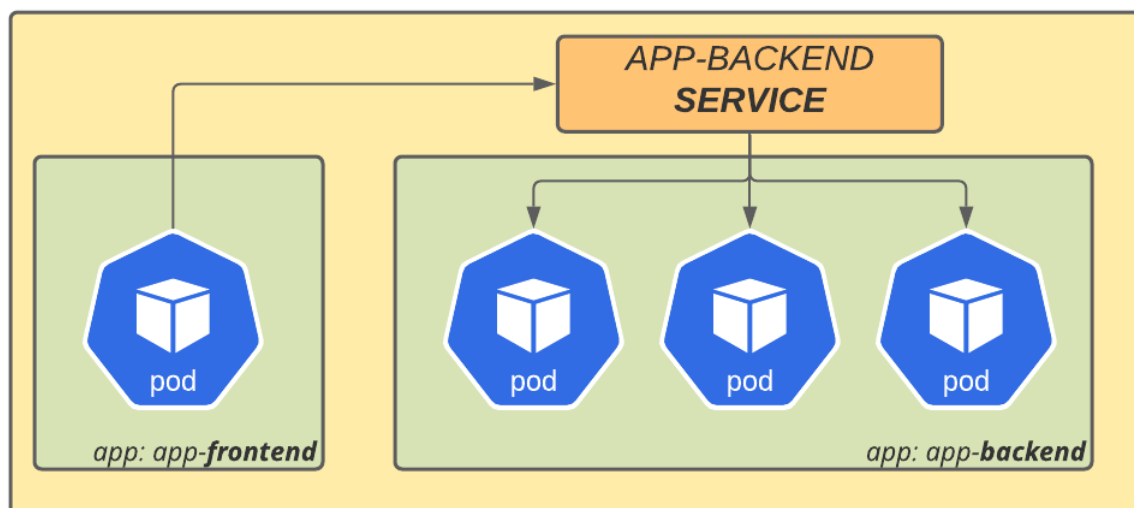 APP-BACKEND
SERVICE
pod
pod
pod
pod
app: app-frontend
app: app-backend